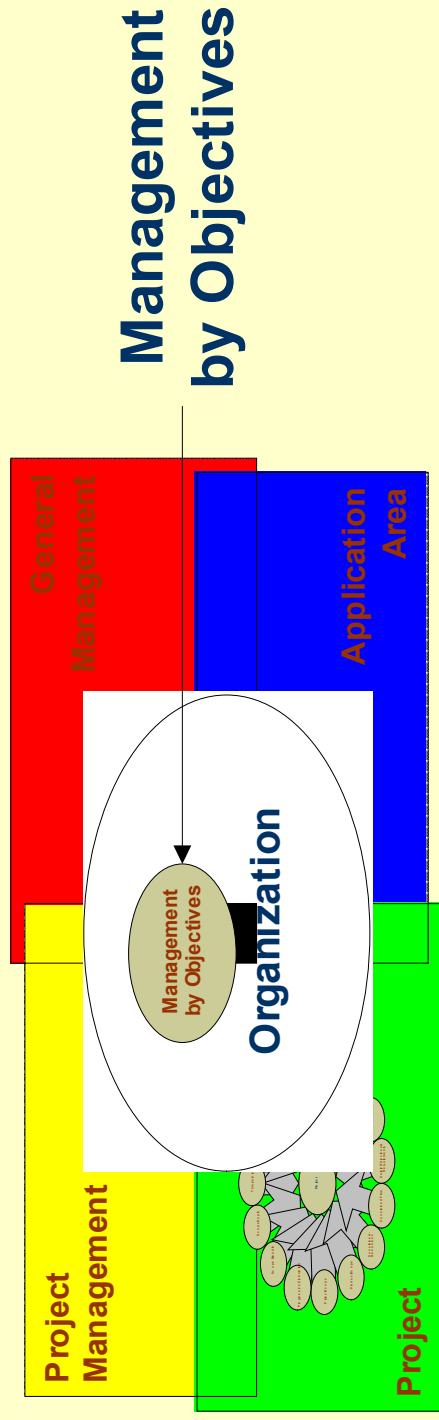 Management
by Objectives
General
Management
Application
Area
Management
by Objectives
Organization
Project
Management
Project